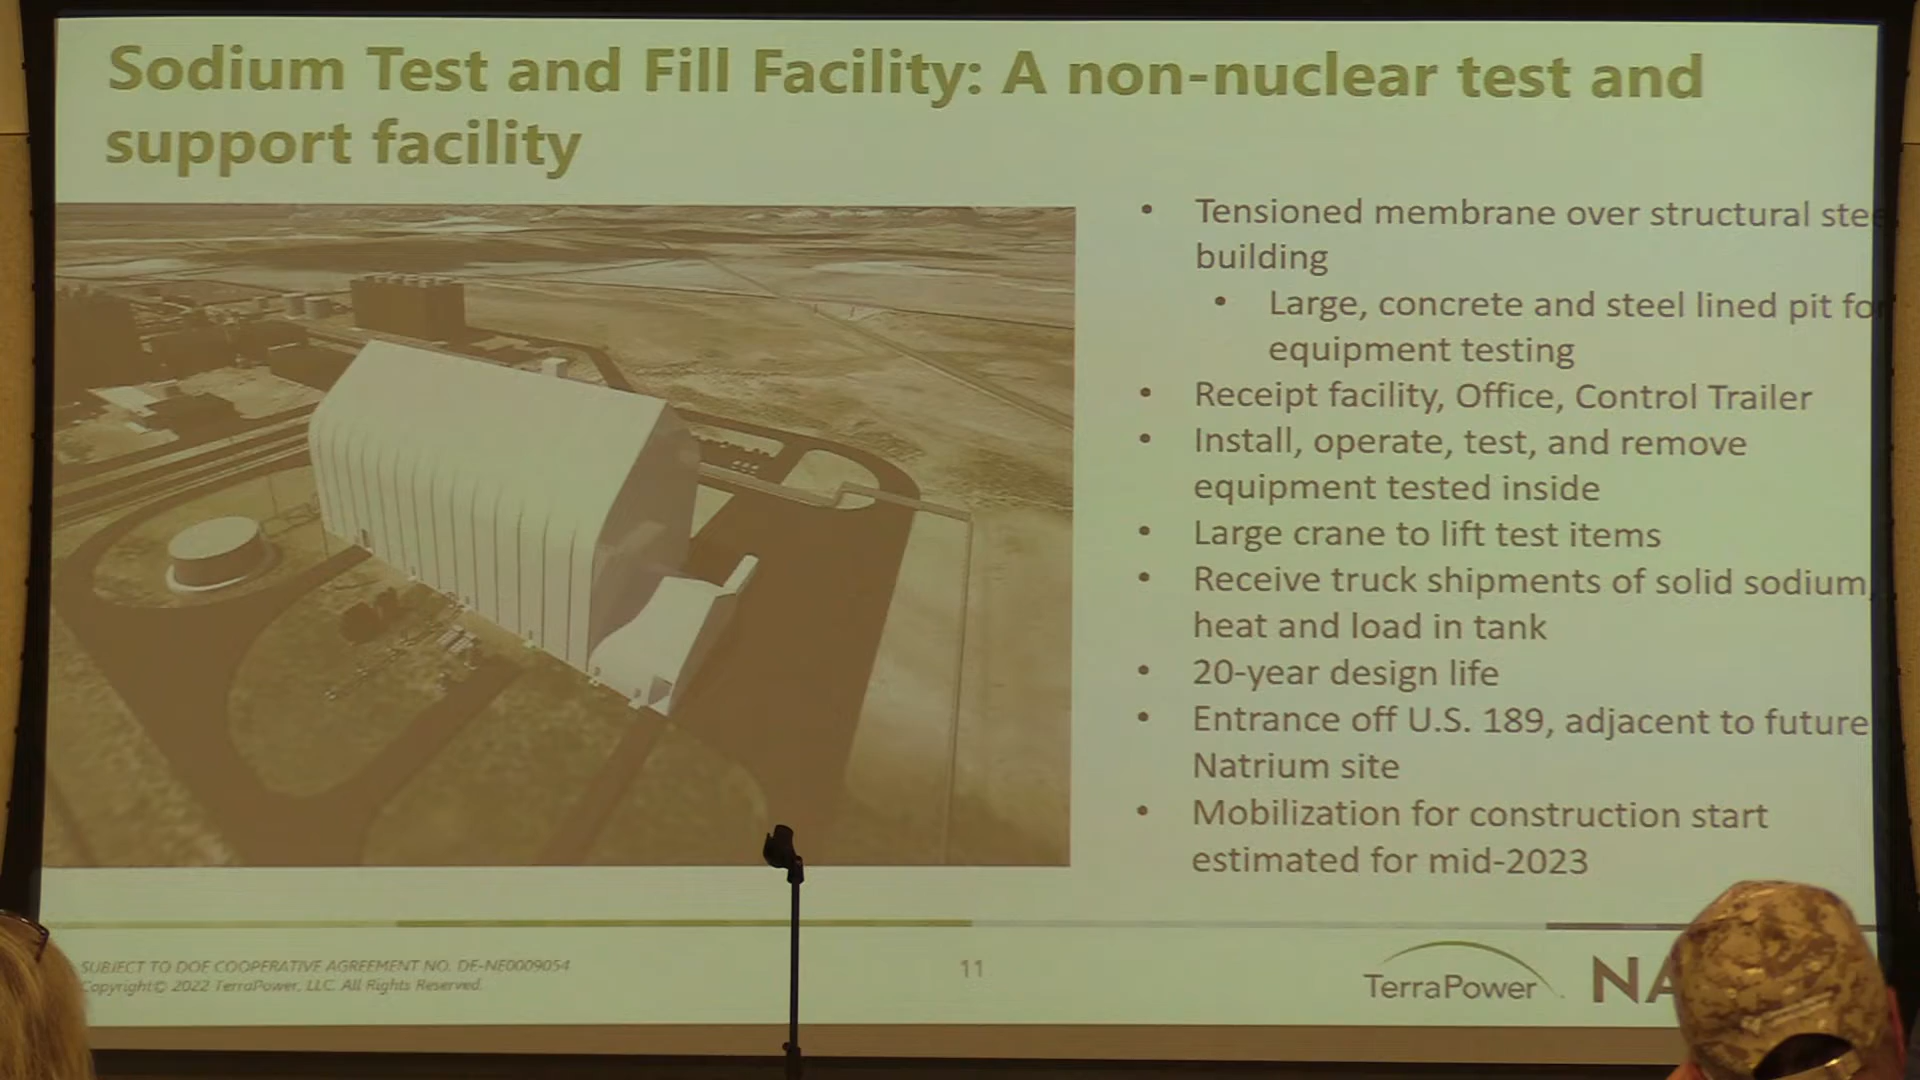 Sodium Test and Fill Facility: A non-nuclear test and
support facility
• Tensioned membrane over structural stee
building
• Large, concrete and steel lined pit for
equipment testing
• Receipt facility, Office, Control Trailer
• Install, operate, test, and remove
equipment tested inside
• Large crane to lift test items
• Receive truck shipments of solid sodium,
heat and load in tank
• 20-year design life
• Entrance off U.S. 189, adjacent to future
Natrium site
• Mobilization for construction start
estimated for mid-2023
SUBJECT TO DOE COOPERATIVE AGREEMENT NO. DE-NE0009054
Copyright© 2022 TerraPower, LLC. All Rights Reserved.
11
TerraPower
NA